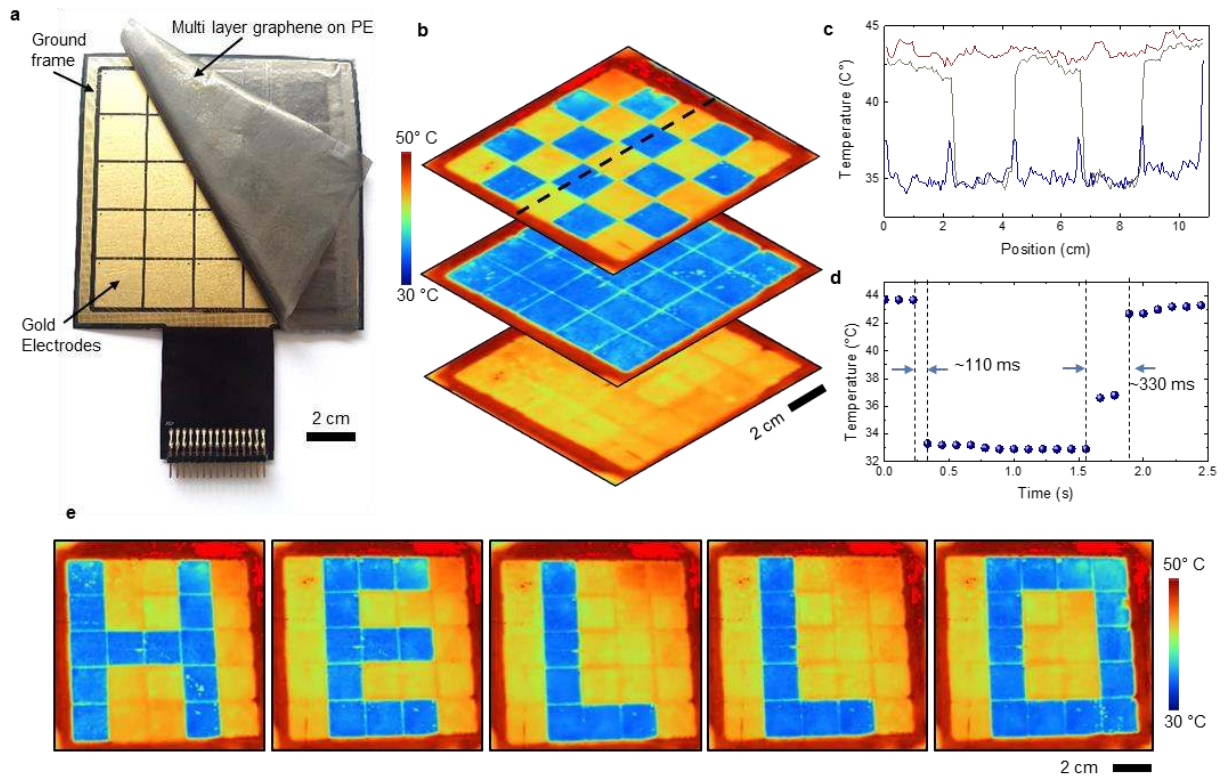 a
Multi layer graphene on PE
Ground
frame
Gold
Electrodes
2 cm
b
50° C
30 °C
2 cm
c
45
40
35
Temperature (C°)
0
2
4
6
8
10
Position (cm)
d
44
42
40
38
36
34
32
Temperature (°C)
~110 ms
~330 ms
0.0
0.5
1.0
1.5
2.0
2.5
Time (s)
e
50° C
30 °C
2 cm